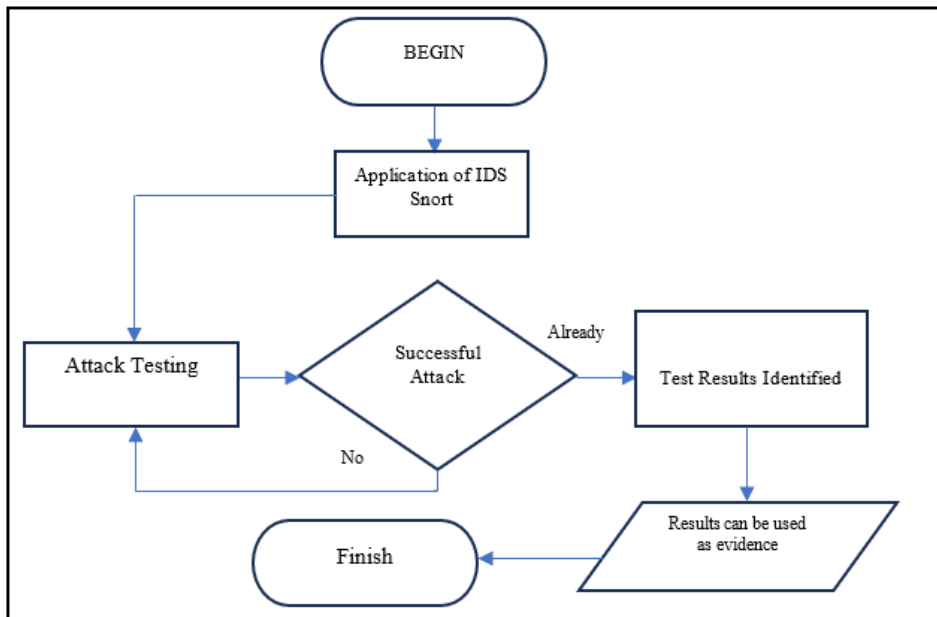 BEGIN
Application of IDS
Snort
Attack Testing
Successful
Attack
Already
Test Results Identified
No
Results can be used
as evidence
Finish